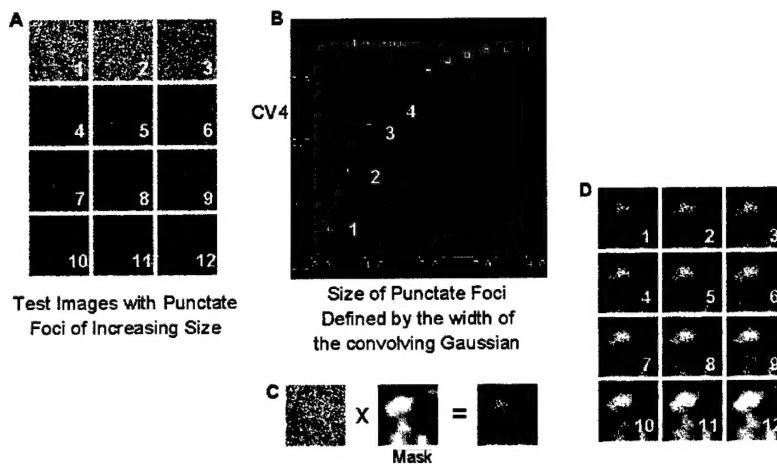 A
1 2 3
4 5 6
7 8 9
10 11 12
Test Images with Punctate
Foci of Increasing Size
B
CV4
4
3
2
1
Size of Punctate Foci
Defined by the width of
the convolving Gaussian
C
X =
Mask
D
1 2 3
4 5 6
7 8 9
10 11 12